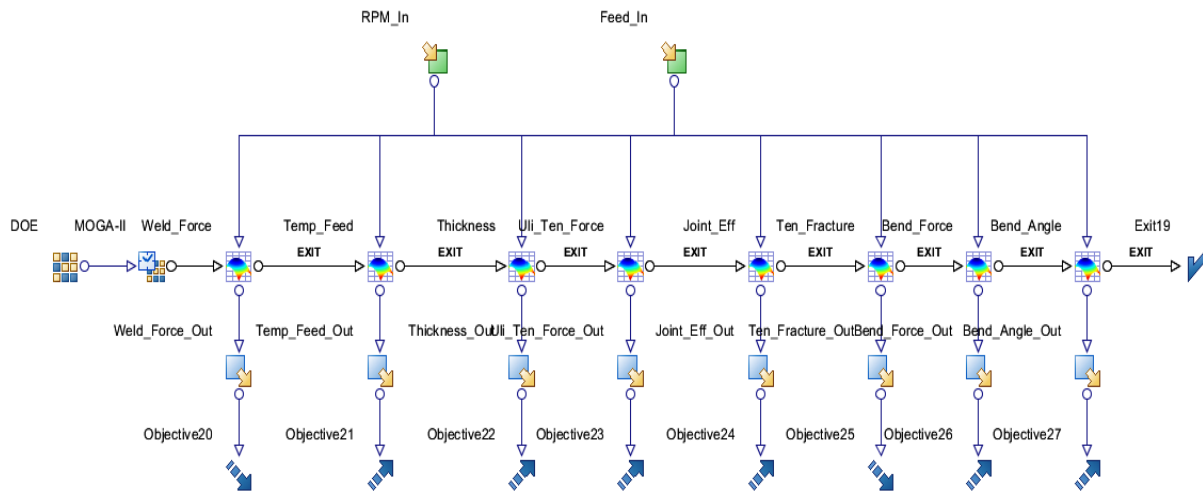 RPM_In
Feed_In
DOE
MOGA-II
Weld_Force
Temp_Feed
Thickness
Uli_Ten_Force
Joint_Eff
Ten_Fracture
Bend_Force
Bend_Angle
Exit19
EXIT
EXIT
EXIT
EXIT
EXIT
EXIT
EXIT
EXIT
Weld_Force_Out
Temp_Feed_Out
Thickness_Out
Uli_Ten_Force_Out
Joint_Eff_Out
Ten_Fracture_Out
Bend_Force_Out
Bend_Angle_Out
Objective20
Objective21
Objective22
Objective23
Objective24
Objective25
Objective26
Objective27